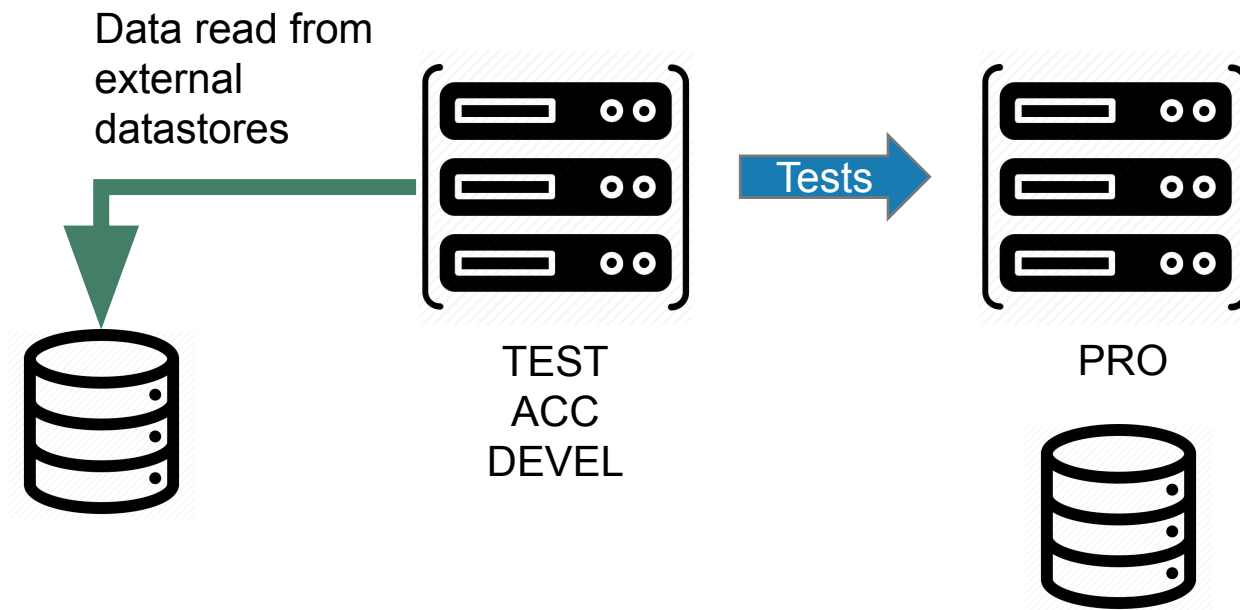 Data read from
external
datastores
Tests
TEST
ACC
DEVEL
PRO